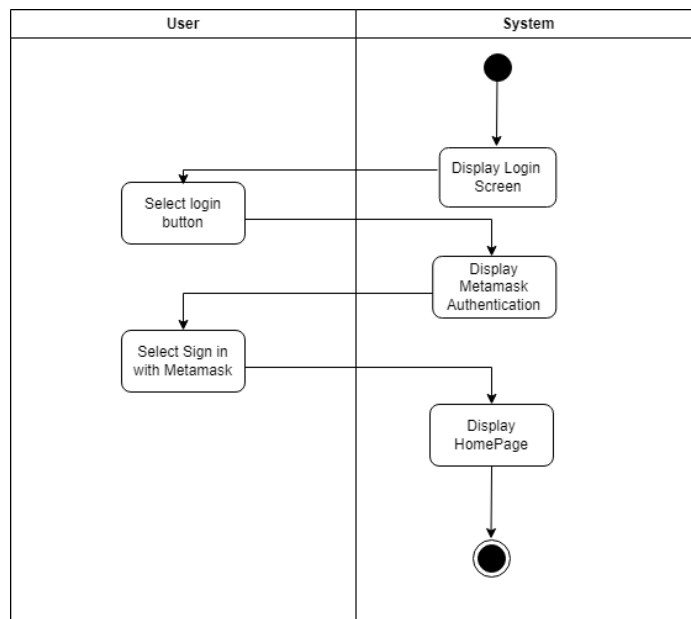 User
System
Display Login
Screen
Select login
button
Display
Metamask
Authentication
Select Sign in
with Metamask
Display
HomePage